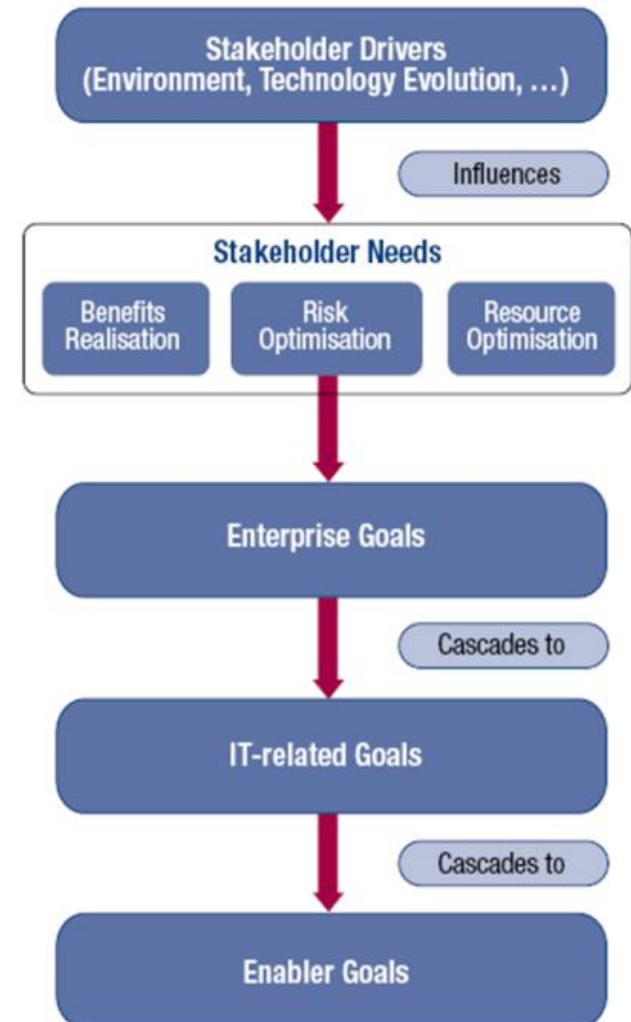 Stakeholder Drivers
(Environment, Technology Evolution, …)
Influences
Stakeholder Needs
Benefits
Realisation
Risk
Optimisation
Resource
Optimisation
Enterprise Goals
Cascades to
IT-related Goals
Cascades to
Enabler Goals